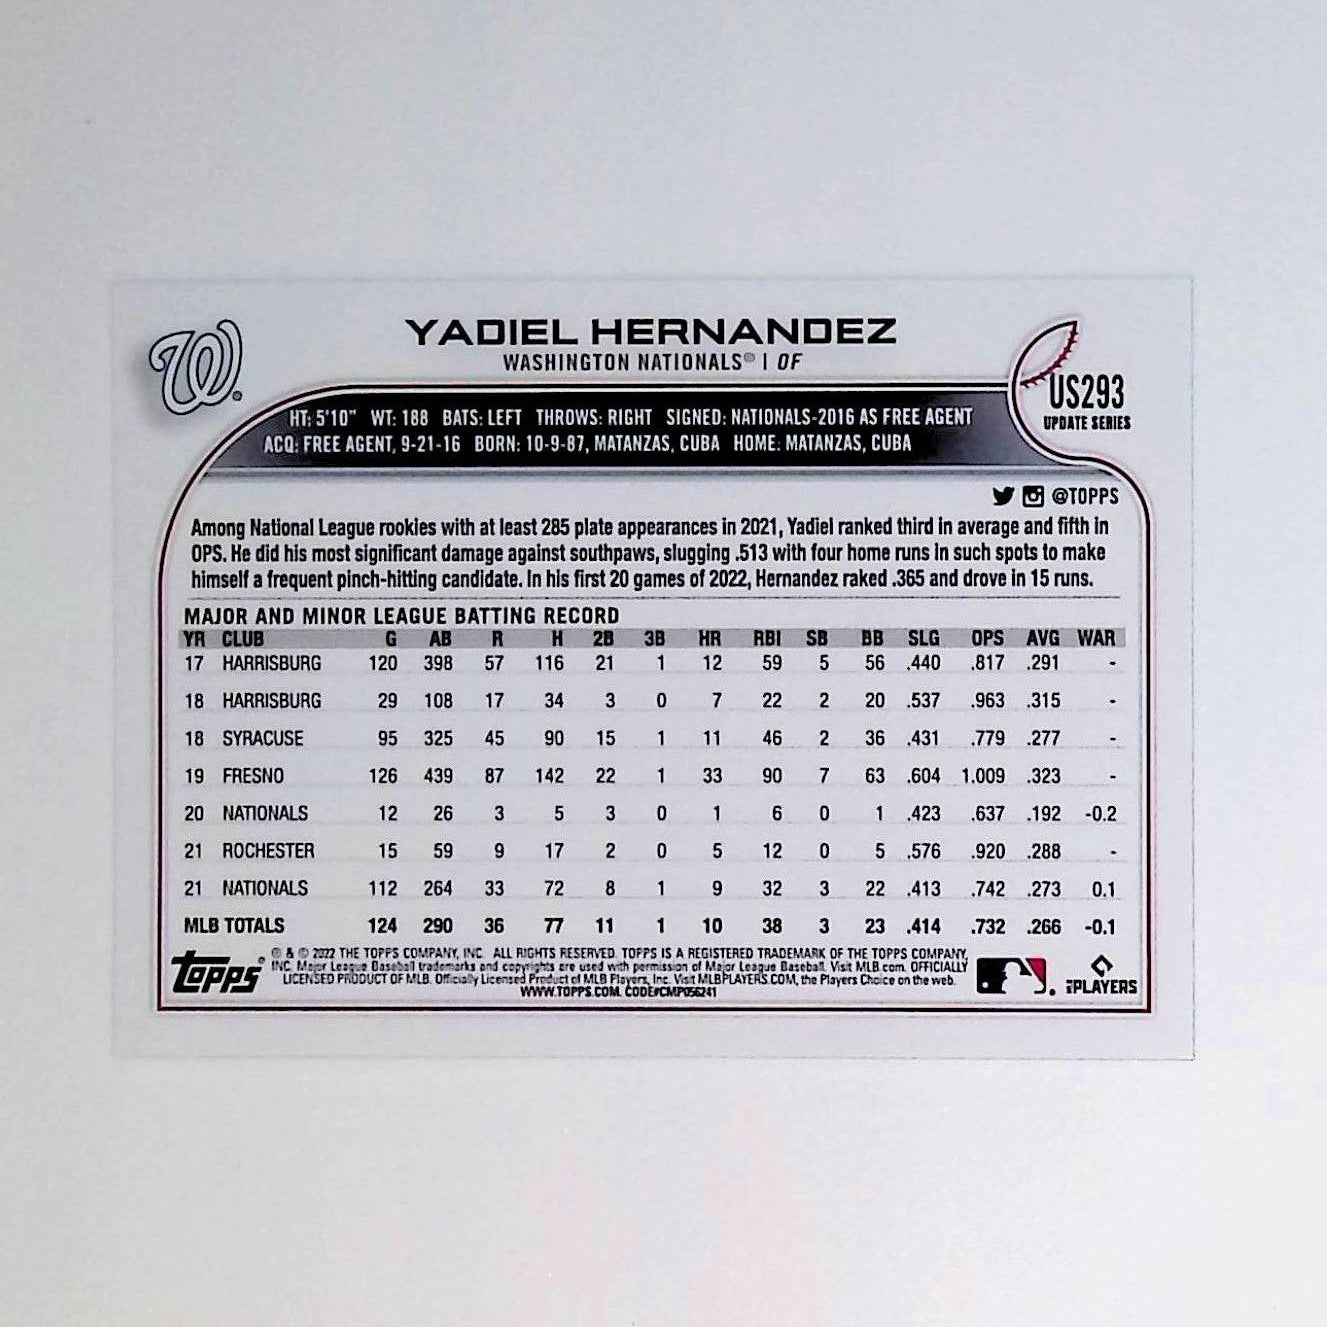 YADIEL HERNANDEZ
WASHINGTON NATIONALS® | OF
W.
US293
UPDATE SERIES
HT: 5'10" WT: 188 BATS: LEFT THROWS: RIGHT SIGNED: NATIONALS-2016 AS FREE AGENT
ACQ: FREE AGENT, 9-21-16 BORN: 10-9-87, MATANZAS, CUBA HOME: MATANZAS, CUBA
@TOPPS
Among National League rookies with at least 285 plate appearances in 2021, Yadiel ranked third in average and fifth in
OPS. He did his most significant damage against southpaws, slugging .513 with four home runs in such spots to make
himself a frequent pinch-hitting candidate. In his first 20 games of 2022, Hernandez raked .365 and drove in 15 runs.
MAJOR AND MINOR LEAGUE BATTING RECORD
YR CLUB G AB R H 2B 3B HR RBI SB BB SLG OPS AVG WAR
17 HARRISBURG 120 398 57 116 21 1 12 59 5 56 .440 .817 .291 -
18 HARRISBURG 29 108 17 34 3 0 7 22 2 20 .537 .963 .315 -
18 SYRACUSE 95 325 45 90 15 1 11 46 2 36 .431 .779 .277 -
19 FRESNO 126 439 87 142 22 1 33 90 7 63 .604 1.009 .323 -
20 NATIONALS 12 26 3 5 3 0 1 6 0 1 .423 .637 .192 -0.2
21 ROCHESTER 15 59 9 17 2 0 5 12 0 5 .576 .920 .288 -
21 NATIONALS 112 264 33 72 8 1 9 32 3 22 .413 .742 .273 0.1
MLB TOTALS 124 290 36 77 11 1 10 38 3 23 .414 .732 .266 -0.1
Topps®
® & © 2022 THE TOPPS COMPANY, INC. ALL RIGHTS RESERVED. TOPPS IS A REGISTERED TRADEMARK OF THE TOPPS COMPANY,
INC. Major League Baseball trademarks and copyrights are used with permission of Major League Baseball. Visit MLB.com. OFFICIALLY
LICENSED PRODUCT OF MLB. Officially Licensed Product of MLB Players, Inc. Visit MLBPLAYERS.COM, the Players Choice on the web.
WWW.TOPPS.COM. CODE#CMP056241
MLB PLAYERS